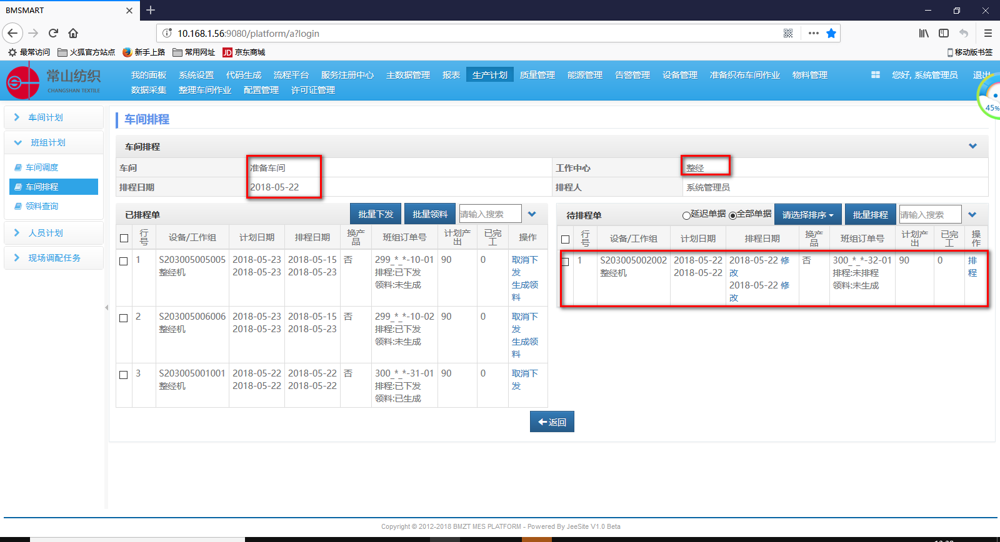 BMSMART
10.168.1.56:9080/platform/a?login
最常访问 火狐官方站点 新手上路 常用网址 JD 京东商城 移动版书签
常山纺织
CHANGSHAN TEXTILE
我的面板 系统设置 代码生成 流程平台 服务注册中心 主数据管理 报表 生产计划 质量管理 能源管理 告警管理 设备管理 准备织布车间作业 物料管理 您好, 系统管理员 退出
数据采集 整理车间作业 配置管理 许可证管理
45%
车间计划
班组计划
车间调度
车间排程
领料查询
人员计划
现场调配任务
车间排程
车间排程
车间 准备车间 工作中心 整经
排程日期 2018-05-22 排程人 系统管理员
已排程单 批量下发 批量领料 请输入搜索
行号 设备/工作组 计划日期 排程日期 换产品 班组订单号 计划产出 已完工 操作
1 S203005005005 2018-05-23 2018-05-15 否 299_*_*-10-01 90 0 取消下
整经机 2018-05-23 2018-05-23 排程:已下发 发
领料:未生成 生成领
料
2 S203005006006 2018-05-23 2018-05-15 否 299_*_*-10-02 90 0 取消下
整经机 2018-05-23 2018-05-23 排程:已下发 发
领料:未生成 生成领
料
3 S203005001001 2018-05-22 2018-05-22 否 300_*_*-31-01 90 0 取消下
整经机 2018-05-22 2018-05-22 排程:已下发 发
领料:已生成
待排程单 延迟单据 全部单据 请选择排序 批量排程 请输入搜索
行号 设备/工作组 计划日期 排程日期 换产品 班组订单号 计划产出 已完工 操作
1 S203005002002 2018-05-22 2018-05-22 修 否 300_*_*-32-01 90 0 排
整经机 2018-05-22 改 排程:未排程 程
2018-05-22 修 领料:未生成
改
返回
Copyright © 2012-2018 BMZT MES PLATFORM - Powered By JeeSite V1.0 Beta